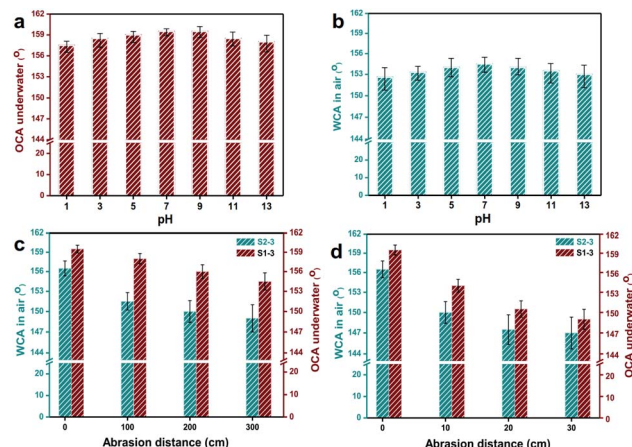 a
OCA underwater (°)
162
159
156
153
150
147
144
20
10
0
1 3 5 7 9 11 13
pH
b
WCA in air (°)
162
159
156
153
150
147
144
20
10
0
1 3 5 7 9 11 13
pH
c
S2-3
S1-3
WCA in air (°)
162
159
156
153
150
147
144
20
10
0
OCA underwater (°)
162
159
156
153
150
147
144
20
10
0
0 100 200 300
Abrasion distance (cm)
d
S2-3
S1-3
WCA in air (°)
162
159
156
153
150
147
144
20
10
0
OCA underwater (°)
162
159
156
153
150
147
144
20
10
0
0 10 20 30
Abrasion distance (cm)